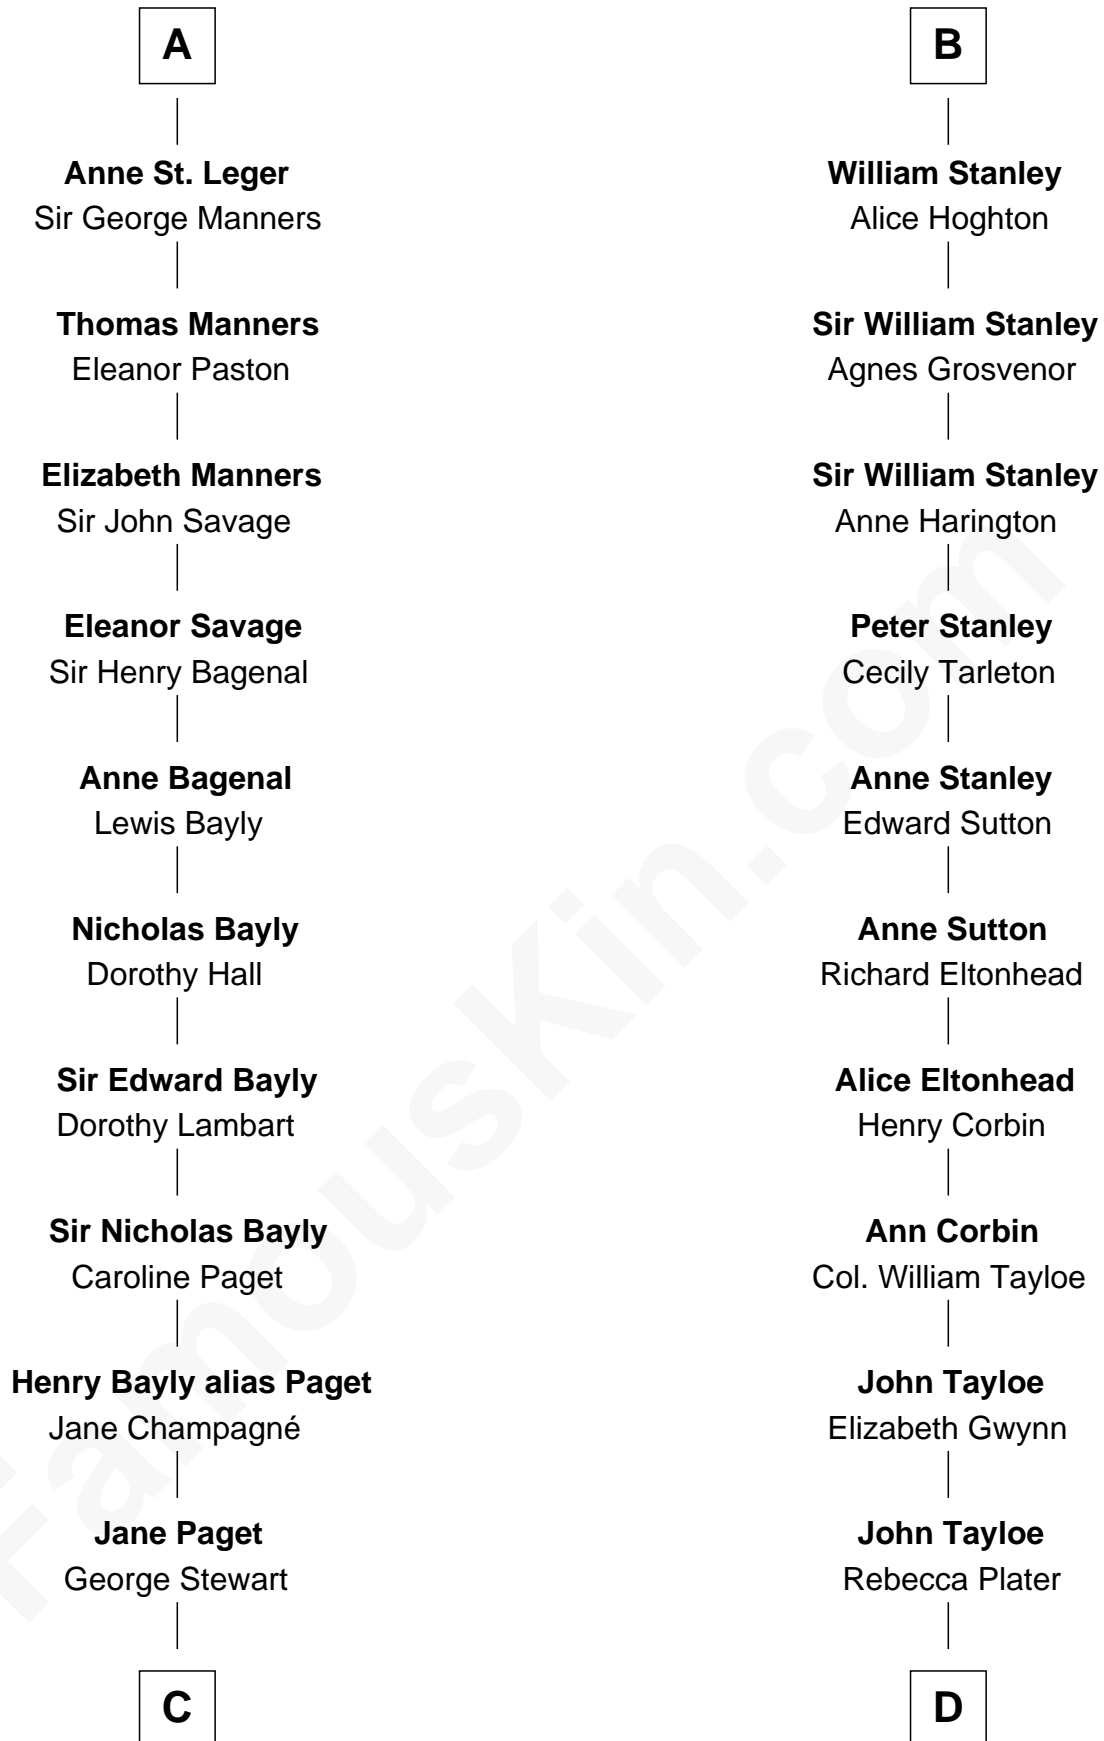 A
Anne St. Leger
Sir George Manners
Thomas Manners
Eleanor Paston
Elizabeth Manners
Sir John Savage
Eleanor Savage
Sir Henry Bagenal
Anne Bagenal
Lewis Bayly
Nicholas Bayly
Dorothy Hall
Sir Edward Bayly
Dorothy Lambart
Sir Nicholas Bayly
Caroline Paget
Henry Bayly alias Paget
Jane Champagné
Jane Paget
George Stewart
C
B
William Stanley
Alice Hoghton
Sir William Stanley
Agnes Grosvenor
Sir William Stanley
Anne Harington
Peter Stanley
Cecily Tarleton
Anne Stanley
Edward Sutton
Anne Sutton
Richard Eltonhead
Alice Eltonhead
Henry Corbin
Ann Corbin
Col. William Tayloe
John Tayloe
Elizabeth Gwynn
John Tayloe
Rebecca Plater
D
FamousKin.com